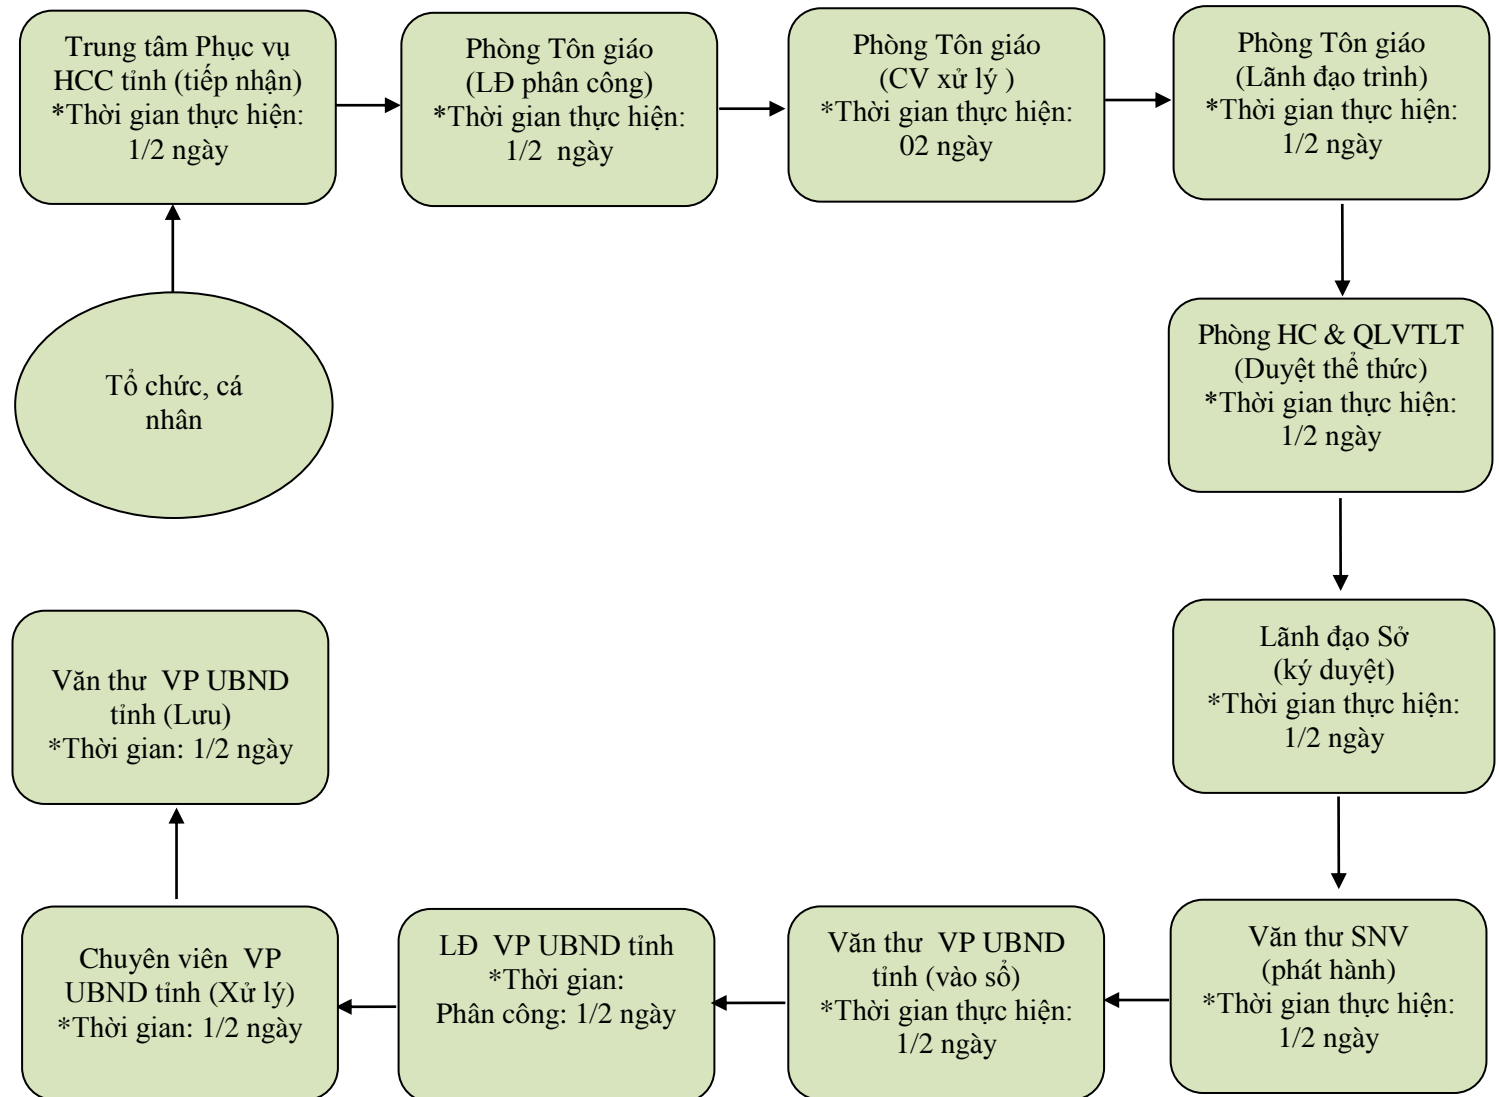 Trung tâm Phục vụ
HCC tỉnh (tiếp nhận)
*Thời gian thực hiện:
1/2 ngày
Phòng Tôn giáo
(LĐ phân công)
*Thời gian thực hiện:
1/2 ngày
Phòng Tôn giáo
(CV xử lý )
*Thời gian thực hiện:
02 ngày
Phòng Tôn giáo
(Lãnh đạo trình)
*Thời gian thực hiện:
1/2 ngày
Tổ chức, cá
nhân
Phòng HC & QLVTLT
(Duyệt thể thức)
*Thời gian thực hiện:
1/2 ngày
Lãnh đạo Sở
(ký duyệt)
*Thời gian thực hiện:
1/2 ngày
Văn thư SNV
(phát hành)
*Thời gian thực hiện:
1/2 ngày
Văn thư VP UBND
tỉnh (vào sổ)
*Thời gian thực hiện:
1/2 ngày
LĐ VP UBND tỉnh
*Thời gian:
Phân công: 1/2 ngày
Chuyên viên VP
UBND tỉnh (Xử lý)
*Thời gian: 1/2 ngày
Văn thư VP UBND
tỉnh (Lưu)
*Thời gian: 1/2 ngày